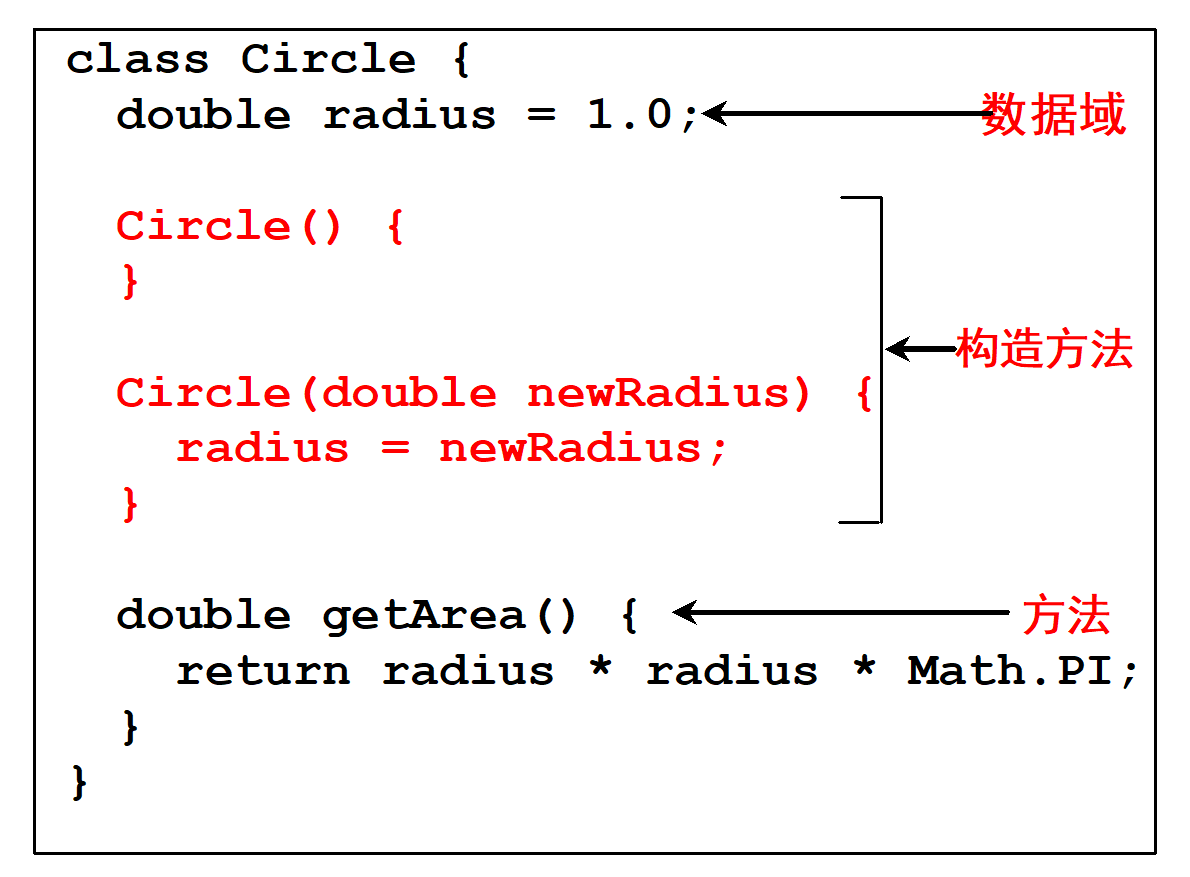 class Circle {
double radius = 1.0; 数据域
Circle() {
}
构造方法
Circle(double newRadius) {
radius = newRadius;
}
double getArea() { 方法
return radius * radius * Math.PI;
}
}